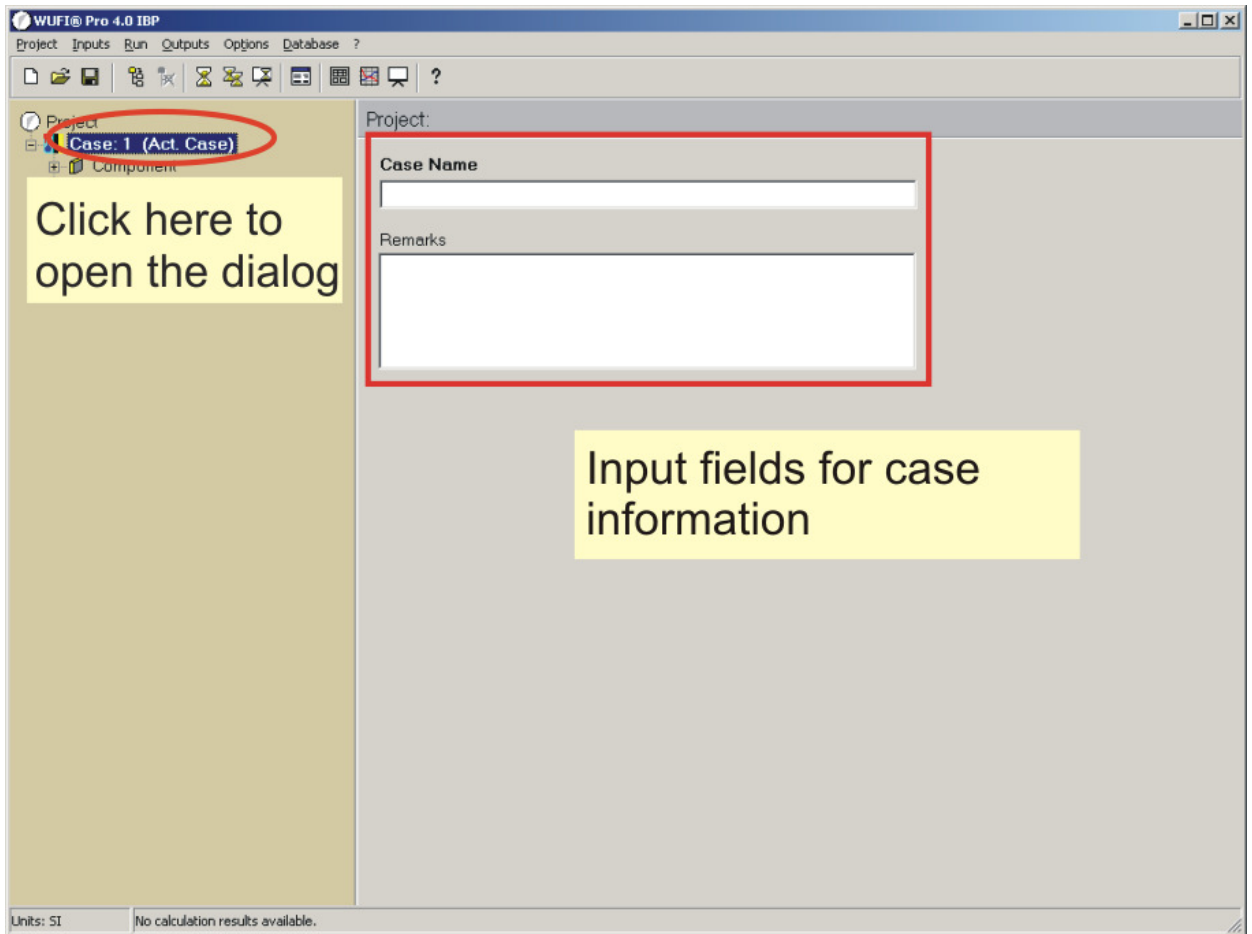 WUFI® Pro 4.0 IBP
Project Inputs Run Outputs Options Database ?
?
Project
Project:
Case: 1 (Act. Case)
Component
Case Name
Click here to
open the dialog
Remarks
Input fields for case
information
Units: SI No calculation results available.